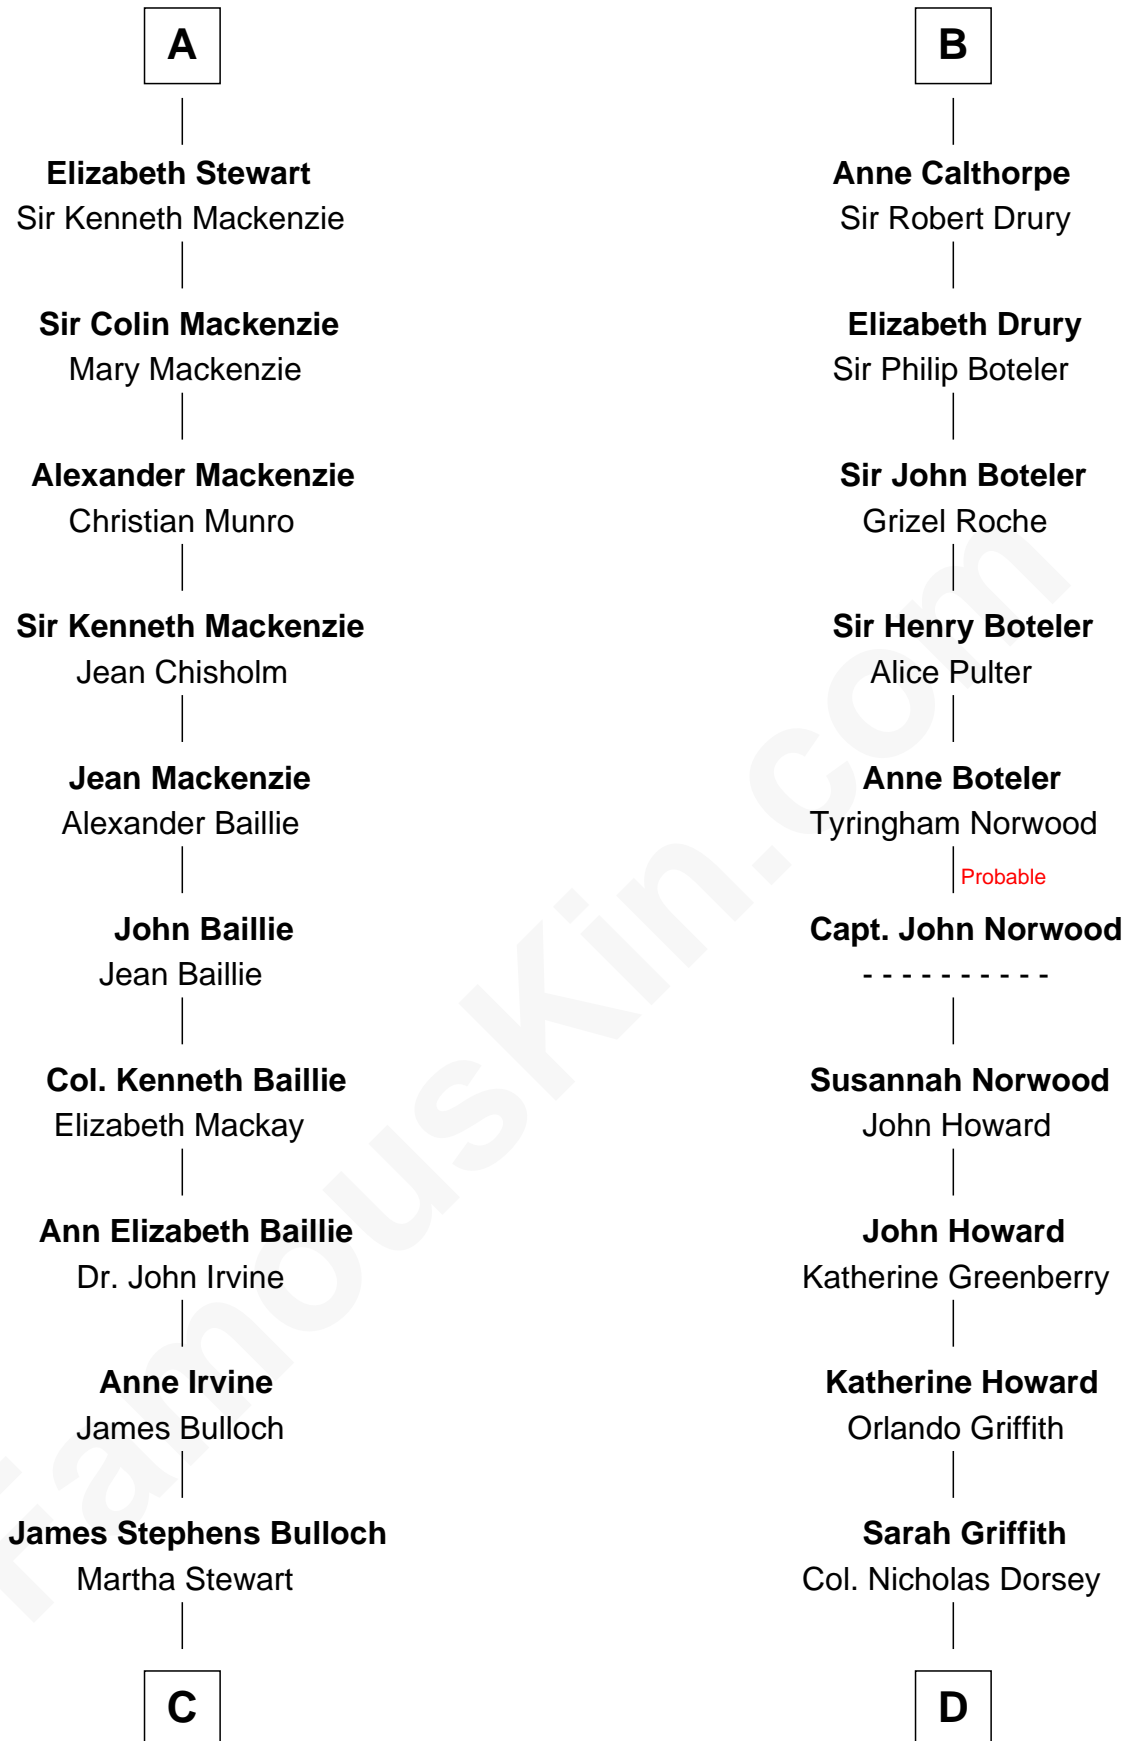 A
Elizabeth Stewart
Sir Kenneth Mackenzie
Sir Colin Mackenzie
Mary Mackenzie
Alexander Mackenzie
Christian Munro
Sir Kenneth Mackenzie
Jean Chisholm
Jean Mackenzie
Alexander Baillie
John Baillie
Jean Baillie
Col. Kenneth Baillie
Elizabeth Mackay
Ann Elizabeth Baillie
Dr. John Irvine
Anne Irvine
James Bulloch
James Stephens Bulloch
Martha Stewart
C
B
Anne Calthorpe
Sir Robert Drury
Elizabeth Drury
Sir Philip Boteler
Sir John Boteler
Grizel Roche
Sir Henry Boteler
Alice Pulter
Anne Boteler
Tyringham Norwood
Probable
Capt. John Norwood
- - - - - - - - - -
Susannah Norwood
John Howard
John Howard
Katherine Greenberry
Katherine Howard
Orlando Griffith
Sarah Griffith
Col. Nicholas Dorsey
D
FamousKin.com